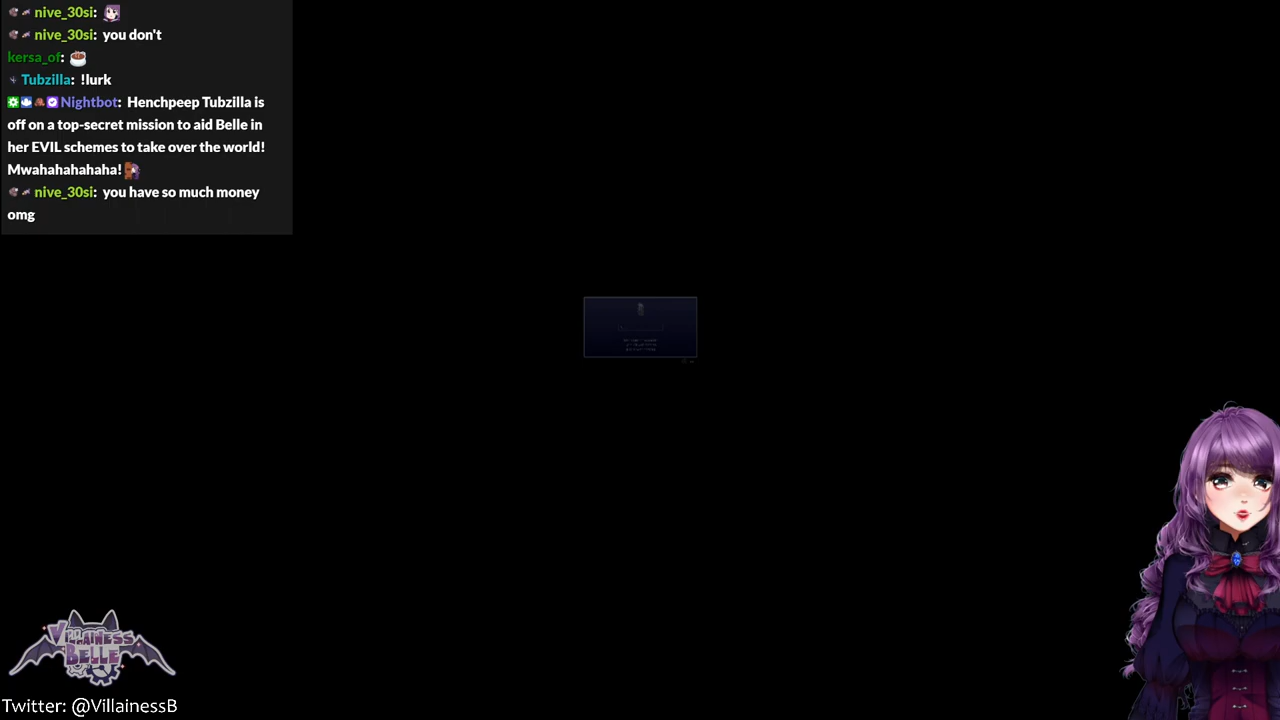 nive_30si:
nive_30si: you don't
kersa_of:
Tubzilla: !lurk
Nightbot: Henchpeep Tubzilla is
off on a top-secret mission to aid Belle in
her EVIL schemes to take over the world!
Mwahahahahaha!
nive_30si: you have so much money
omg
VILLAINESS
BELLE
Twitter: @VillainessB